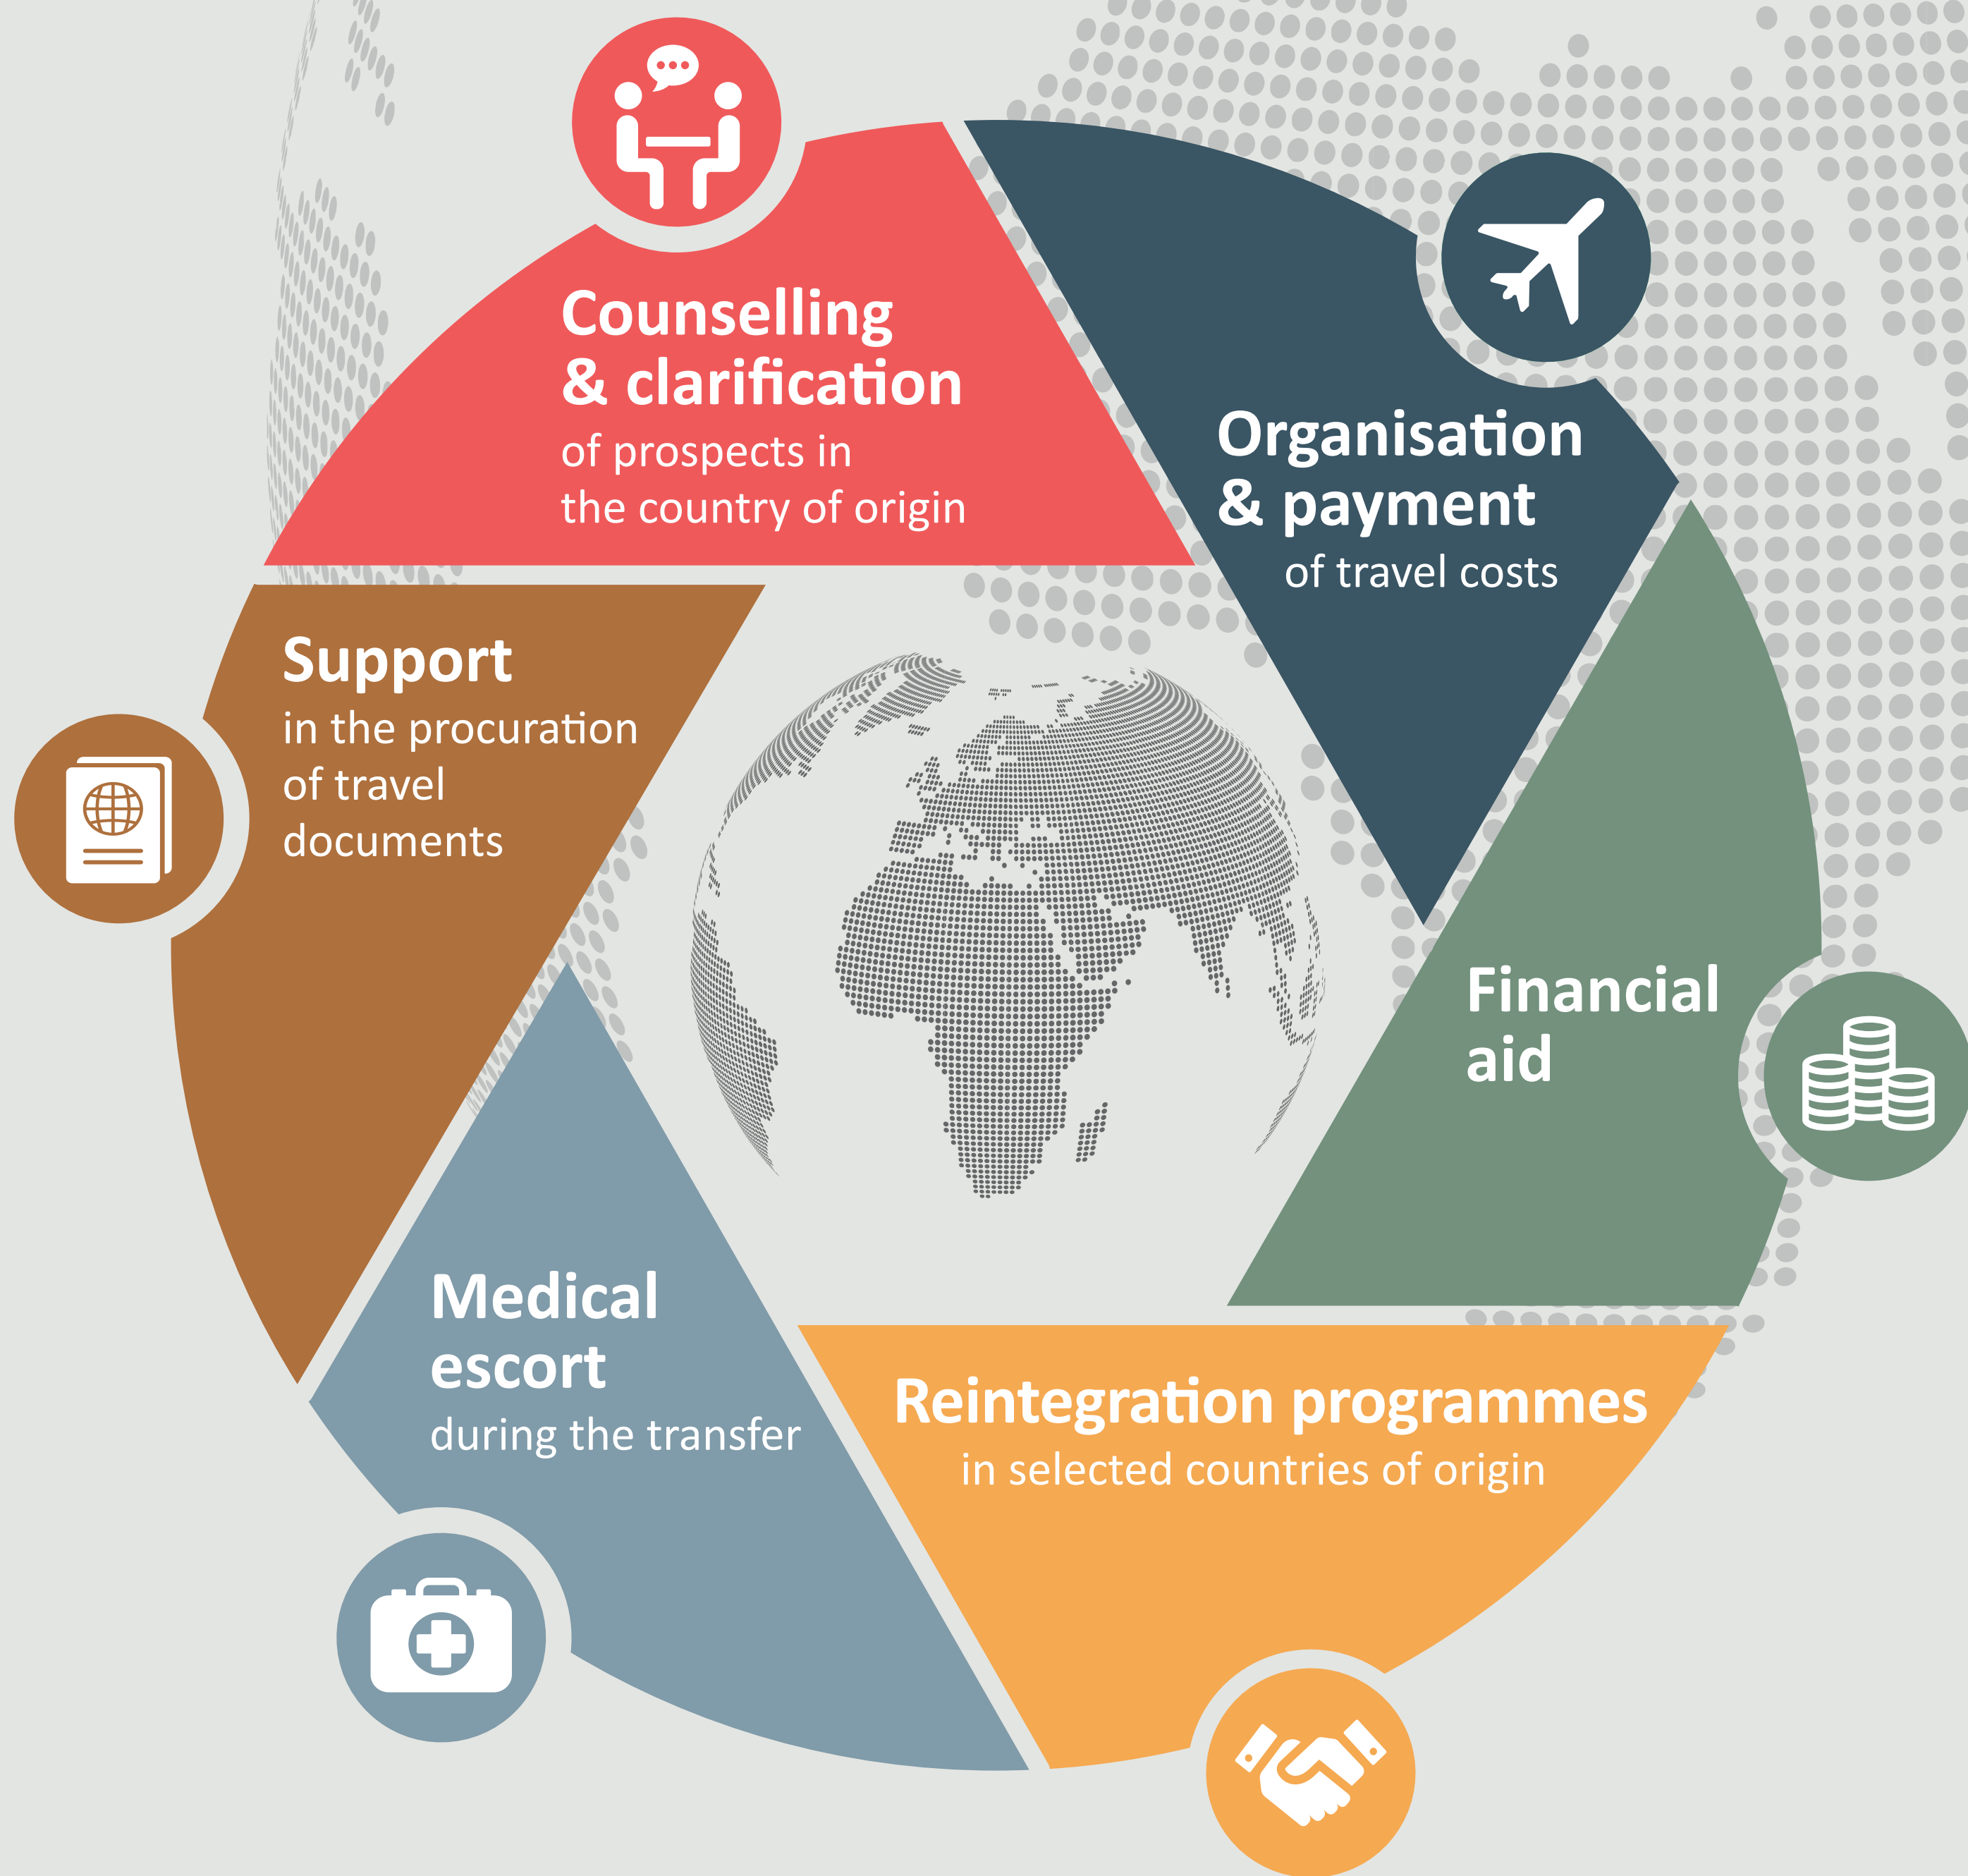 Counselling
& clarification
of prospects in
the country of origin
Organisation
& payment
of travel costs
Financial
aid
Reintegration programmes
in selected countries of origin
Medical
escort
during the transfer
Support
in the procuration
of travel
documents